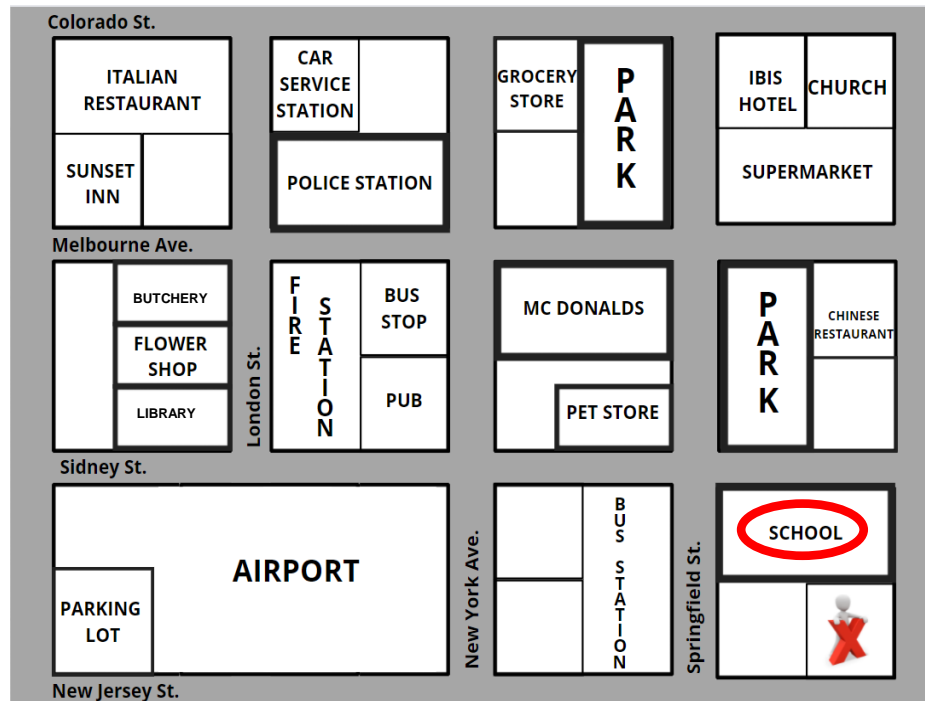 Colorado St.
ITALIAN
RESTAURANT
SUNSET
INN
CAR
SERVICE
STATION
POLICE STATION
GROCERY
STORE
PARK
IBIS
HOTEL
CHURCH
SUPERMARKET
Melbourne Ave.
BUTCHERY
FLOWER
SHOP
LIBRARY
London St.
FIRE
STATION
BUS
STOP
PUB
MC DONALDS
PET STORE
PARK
CHINESE
RESTAURANT
Sidney St.
AIRPORT
PARKING
LOT
New York Ave.
BUS STATION
Springfield St.
SCHOOL
X
New Jersey St.